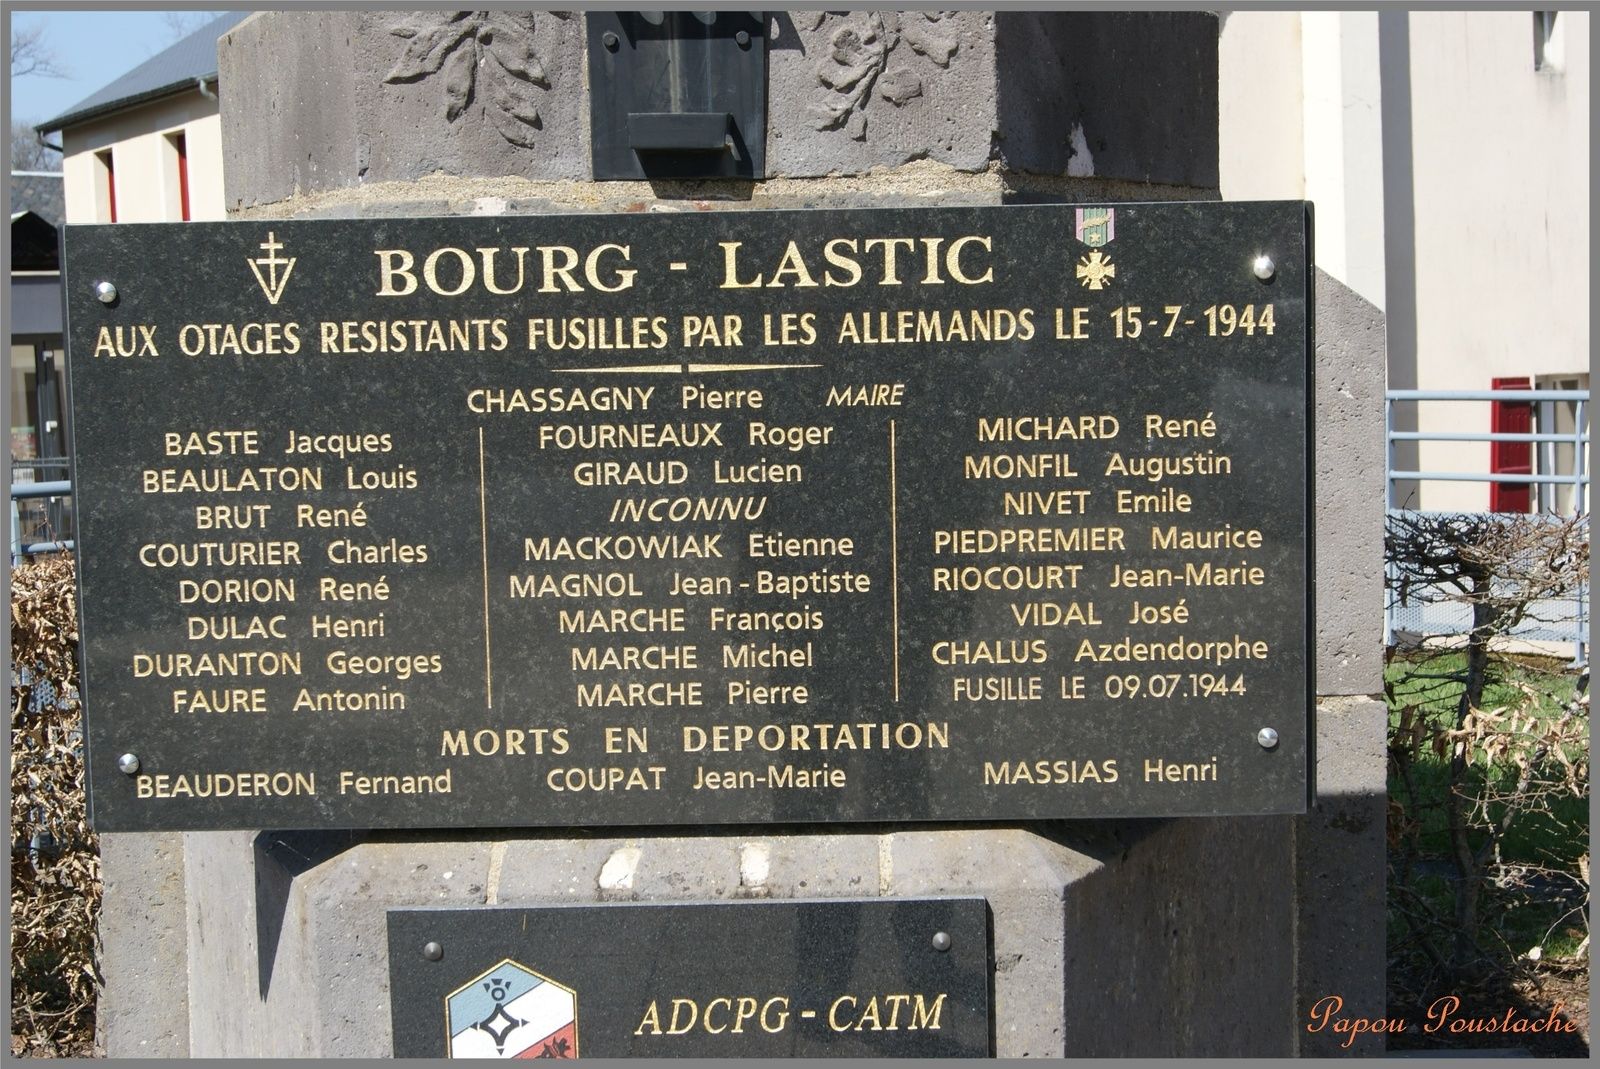 BOURG - LASTIC
AUX OTAGES RESISTANTS FUSILLES PAR LES ALLEMANDS LE 15-7-1944
CHASSAGNY Pierre MAIRE
BASTE Jacques
BEAULATON Louis
BRUT René
COUTURIER Charles
DORION René
DULAC Henri
DURANTON Georges
FAURE Antonin
FOURNEAUX Roger
GIRAUD Lucien
INCONNU
MACKOWIAK Etienne
MAGNOL Jean-Baptiste
MARCHE François
MARCHE Michel
MARCHE Pierre
MICHARD René
MONFIL Augustin
NIVET Emile
PIEDPREMIER Maurice
RIOCOURT Jean-Marie
VIDAL José
CHALUS Azdendorphe
FUSILLE LE 09.07.1944
MORTS EN DEPORTATION
BEAUDERON Fernand COUPAT Jean-Marie MASSIAS Henri
ADCPG - CATM
Papou Poustache